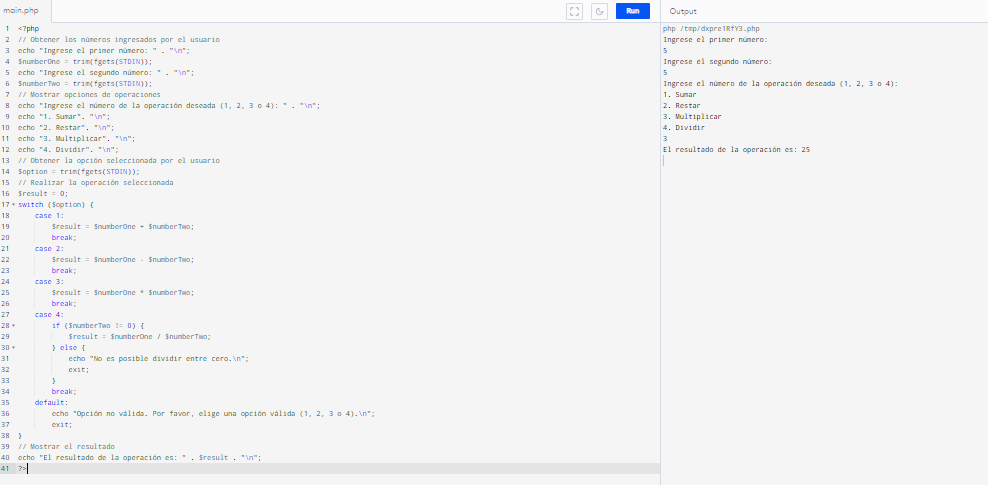 main.php
Run
Output
1 <?php
2 // Obtener los números ingresados por el usuario
3 echo "Ingrese el primer número: " . "\n";
4 $numberOne = trim(fgets(STDIN));
5 echo "Ingrese el segundo número: " . "\n";
6 $numberTwo = trim(fgets(STDIN));
7 // Mostrar opciones de operaciones
8 echo "Ingrese el número de la operación deseada (1, 2, 3 o 4): " . "\n";
9 echo "1. Sumar". "\n";
10 echo "2. Restar". "\n";
11 echo "3. Multiplicar". "\n";
12 echo "4. Dividir". "\n";
13 // Obtener la opción seleccionada por el usuario
14 $option = trim(fgets(STDIN));
15 // Realizar la operación seleccionada
16 $result = 0;
17 switch ($option) {
18 case 1:
19 $result = $numberOne + $numberTwo;
20 break;
21 case 2:
22 $result = $numberOne - $numberTwo;
23 break;
24 case 3:
25 $result = $numberOne * $numberTwo;
26 break;
27 case 4:
28 if ($numberTwo != 0) {
29 $result = $numberOne / $numberTwo;
30 } else {
31 echo "No es posible dividir entre cero.\n";
32 exit;
33 }
34 break;
35 default:
36 echo "Opción no válida. Por favor, elige una opción válida (1, 2, 3 o 4).\n";
37 exit;
38 }
39 // Mostrar el resultado
40 echo "El resultado de la operación es: " . $result . "\n";
41 ?>
php /tmp/dxpre1RfY3.php
Ingrese el primer número:
5
Ingrese el segundo número:
5
Ingrese el número de la operación deseada (1, 2, 3 o 4):
1. Sumar
2. Restar
3. Multiplicar
4. Dividir
3
El resultado de la operación es: 25